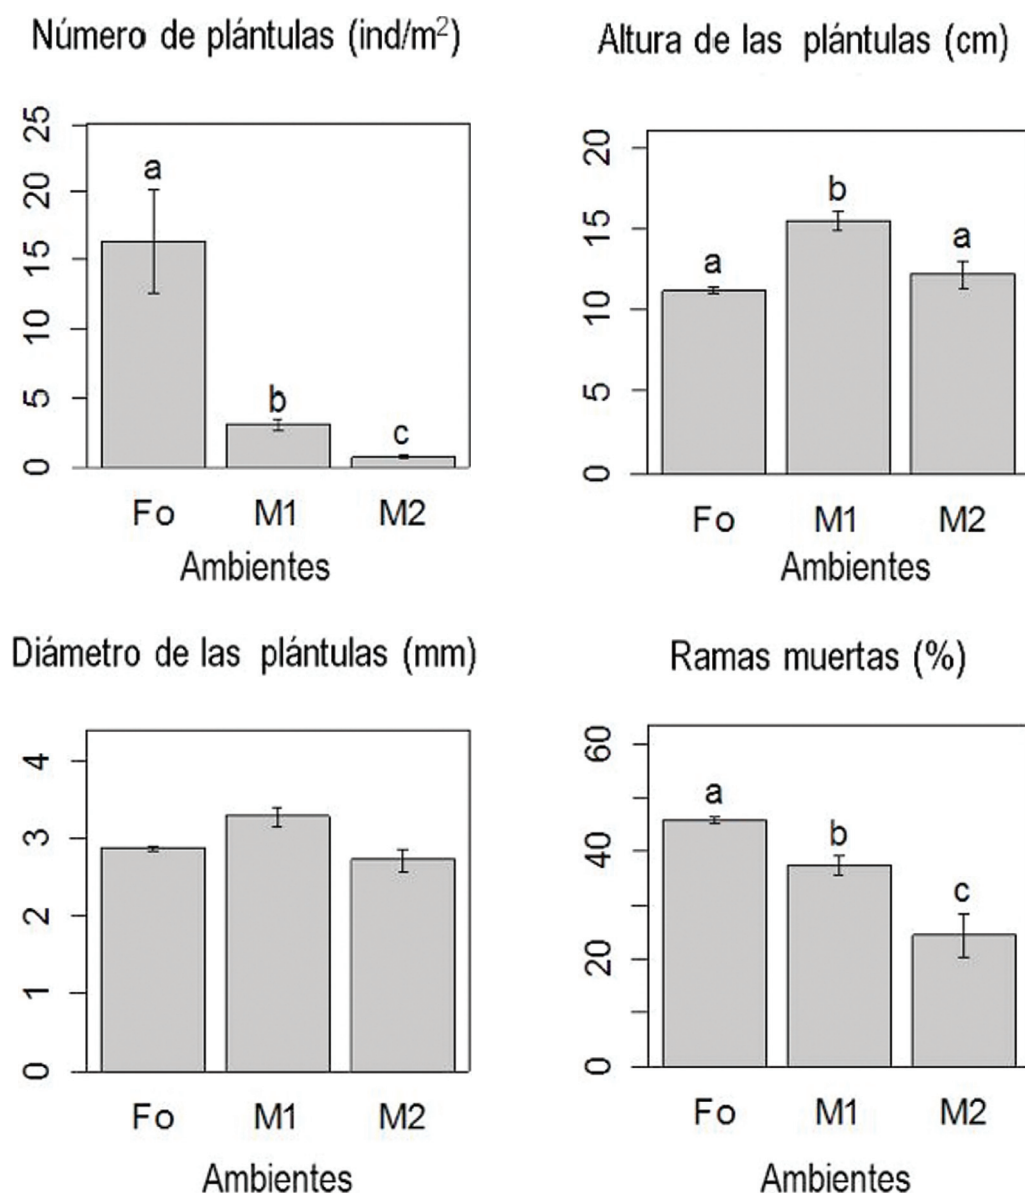 Número de plántulas (ind/m²)
25
20
15
10
5
0
a
b
c
Fo M1 M2
Ambientes
Altura de las plántulas (cm)
20
15
10
5
0
a
b
a
Fo M1 M2
Ambientes
Diámetro de las plántulas (mm)
4
3
2
1
0
Fo M1 M2
Ambientes
Ramas muertas (%)
60
40
20
0
a
b
c
Fo M1 M2
Ambientes